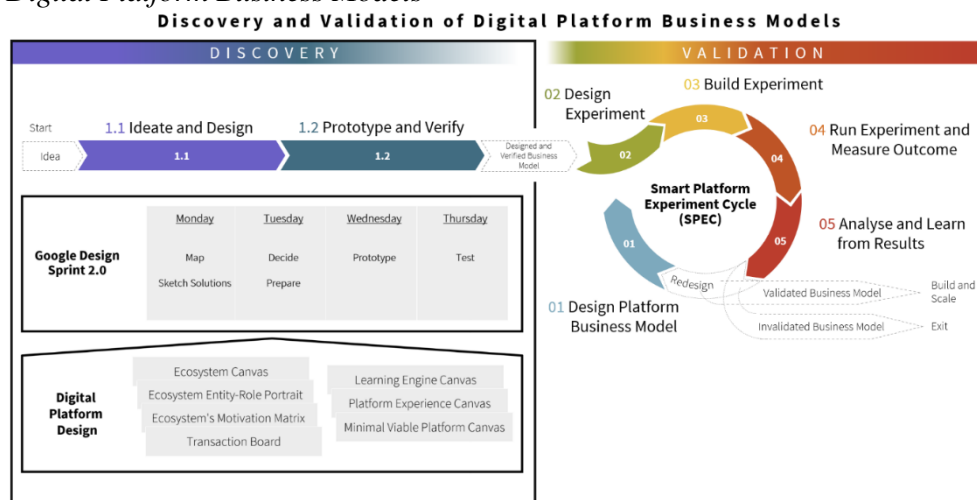 Digital Platform Business Models
Discovery and Validation of Digital Platform Business Models
DISCOVERY
VALIDATION
Start
Idea
1.1 Ideate and Design
1.1
1.2 Prototype and Verify
1.2
Designed and
Verified Business
Model
Google Design
Sprint 2.0
Monday
Map
Sketch Solutions
Tuesday
Decide
Prepare
Wednesday
Prototype
Thursday
Test
Digital
Platform
Design
Ecosystem Canvas
Ecosystem Entity-Role Portrait
Ecosystem's Motivation Matrix
Transaction Board
Learning Engine Canvas
Platform Experience Canvas
Minimal Viable Platform Canvas
02 Design
Experiment
03 Build Experiment
04 Run Experiment and
Measure Outcome
05 Analyse and Learn
from Results
01 Design Platform
Business Model
Smart Platform
Experiment Cycle
(SPEC)
01
02
03
04
05
Redesign
Validated Business Model
Build and
Scale
Invalidated Business Model
Exit